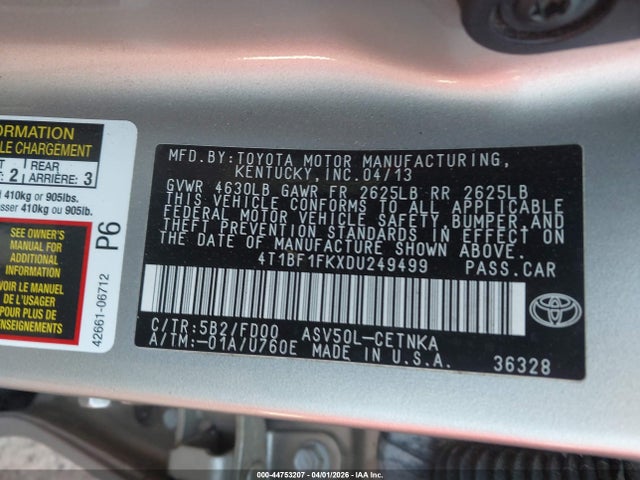 ORMATION
LE CHARGEMENT
2 REAR
ARRIÈRE 3
410kg or 905lbs.
sser 410kg ou 905lb.
SEE OWNER'S
MANUAL FOR
ADDITIONAL
INFORMATION
VOIR LE MANUEL
DE L'USAGER
POUR PLUS DE
RENSEIGNEMENTS
P6
42661-06712
MFD.BY:TOYOTA MOTOR MANUFACTURING,
KENTUCKY,INC.04/13
GVWR 4630LB GAWR FR 2625LB RR 2625LB
THIS VEHICLE CONFORMS TO ALL APPLICABLE
FEDERAL MOTOR VEHICLE SAFETY, BUMPER, AND
THEFT PREVENTION STANDARDS IN EFFECT ON
THE DATE OF MANUFACTURE SHOWN ABOVE.
4T1BF1FKXDU249499 PASS.CAR
C/TR:5B2/FD00 ASV50L-CETNKA
A/TM:-01A/U760E MADE IN U.S.A.
TOYOTA
36328
000-44753207 - 04/01/2026 - IAA Inc.